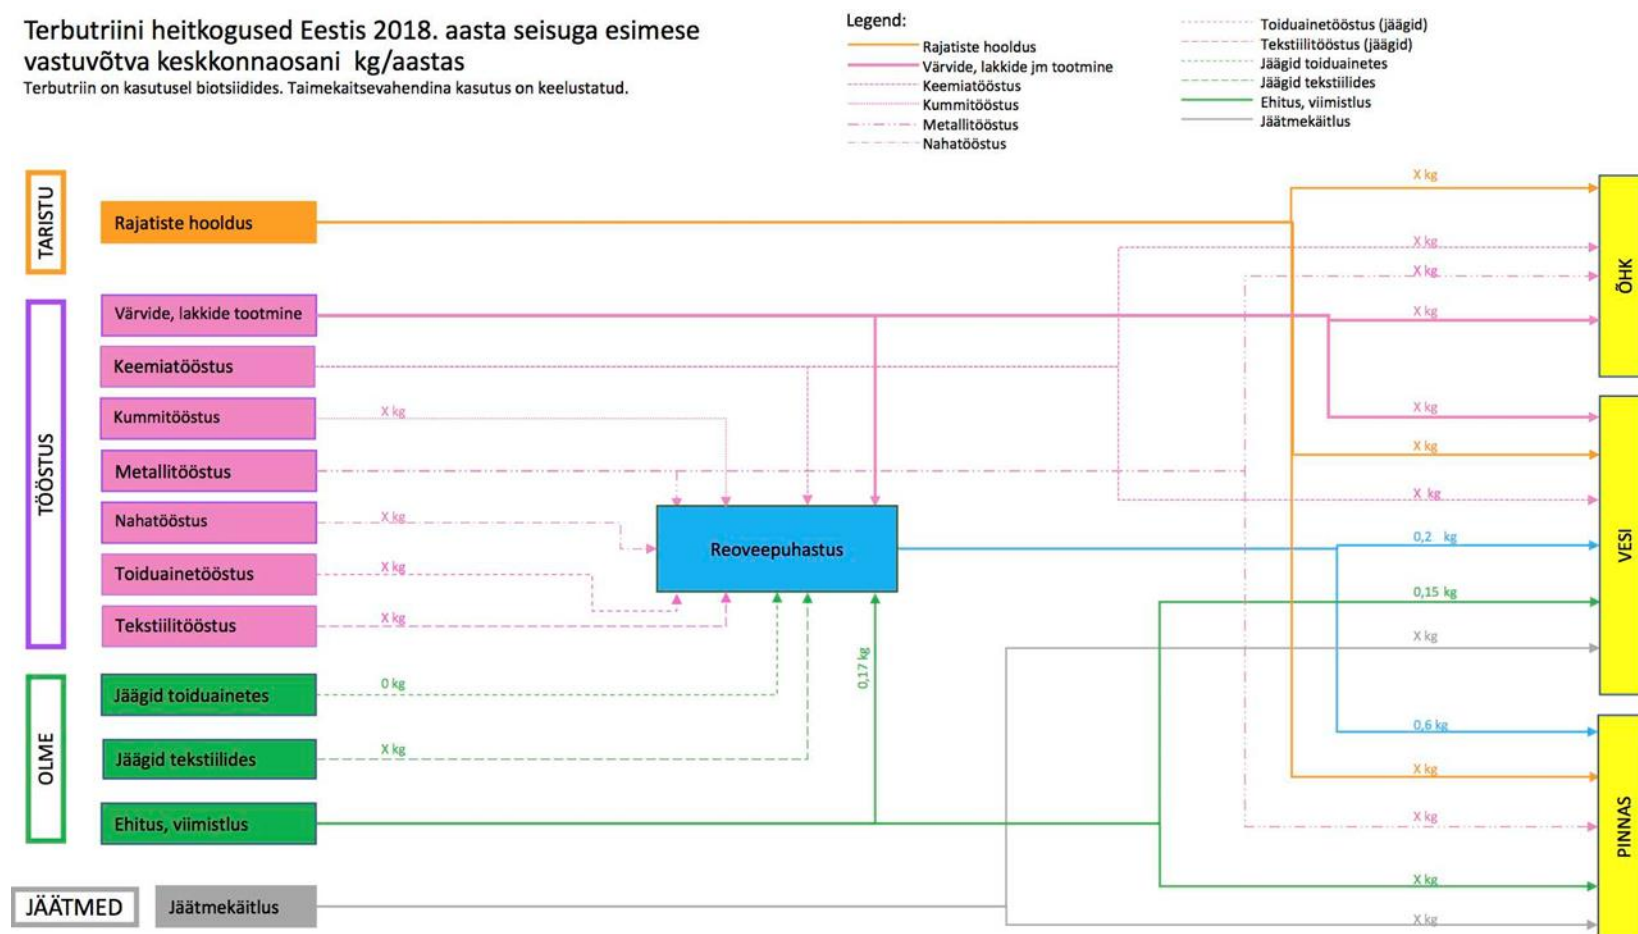 Terbutriini heitkogused Eestis 2018. aasta seisuga esimese
vastuvõtva keskkonnaosani  kg/aastas
Terbutriin on kasutusel biotsiidides. Taimekaitsevahendina kasutus on keelustatud.
Legend:
Rajatiste hooldus
Värvide, lakkide jm tootmine
Keemiatööstus
Kummitööstus
Metallitööstus
Nahatööstus
Toiduainetööstus (jäägid)
Tekstiilitööstus (jäägid)
Jäägid toiduainetes
Jäägid tekstiilides
Ehitus, viimistlus
Jäätmekäitlus
TARISTU
Rajatiste hooldus
TÖÖSTUS
Värvide, lakkide tootmine
Keemiatööstus
Kummitööstus
X kg
Metallitööstus
Nahatööstus
X kg
Toiduainetööstus
X kg
Tekstiilitööstus
X kg
OLME
Jäägid toiduainetes
0 kg
Jäägid tekstiilides
X kg
Ehitus, viimistlus
JÄÄTMED
Jäätmekäitlus
Reoveepuhastus
0,17 kg
X kg
X kg
X kg
X kg
ÕHK
X kg
X kg
X kg
0,2 kg
0,15 kg
X kg
VESI
0,6 kg
X kg
X kg
X kg
X kg
PINNAS